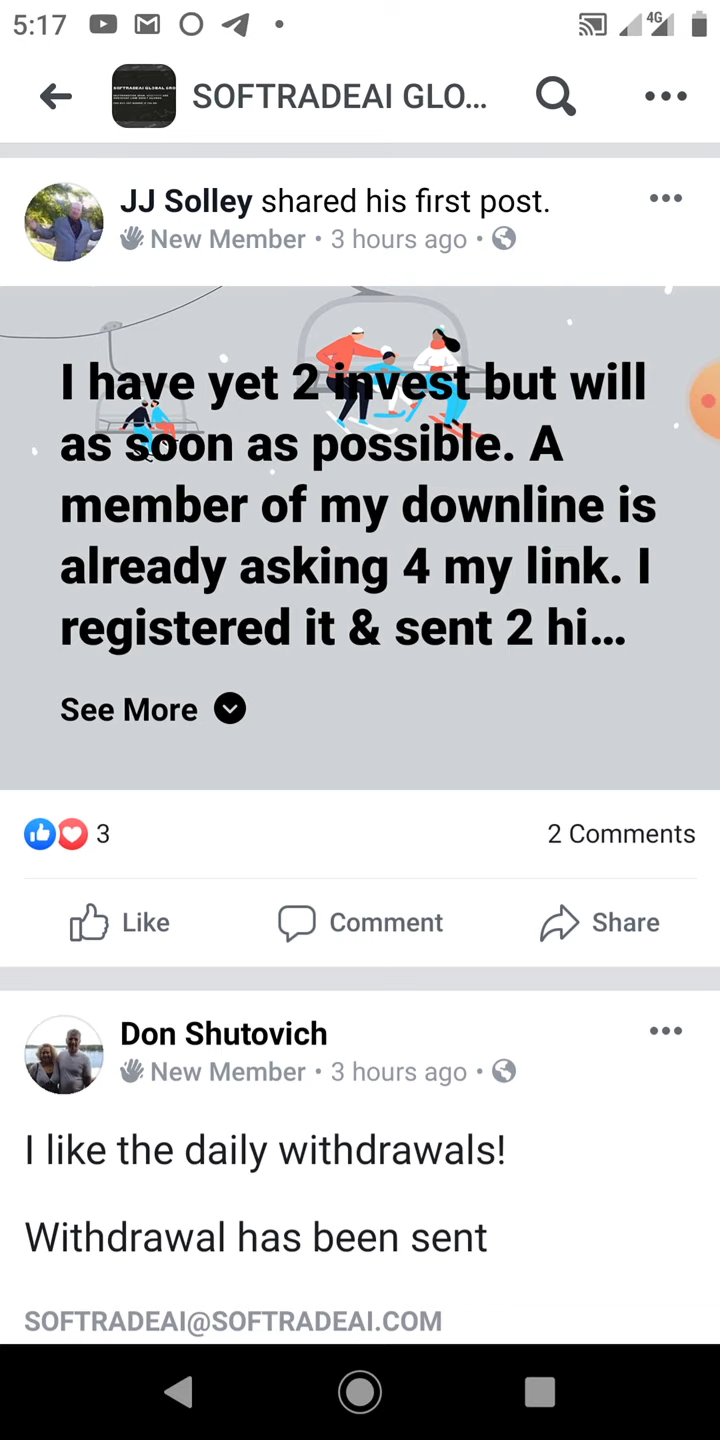 5:17
4G
SOFTRADEAI GLO...
JJ Solley shared his first post.
New Member • 3 hours ago •
I have yet 2 invest but will
as soon as possible. A
member of my downline is
already asking 4 my link. I
registered it & sent 2 hi...
See More
3
2 Comments
Like
Comment
Share
Don Shutovich
New Member • 3 hours ago •
I like the daily withdrawals!
Withdrawal has been sent
SOFTRADEAI@SOFTRADEAI.COM